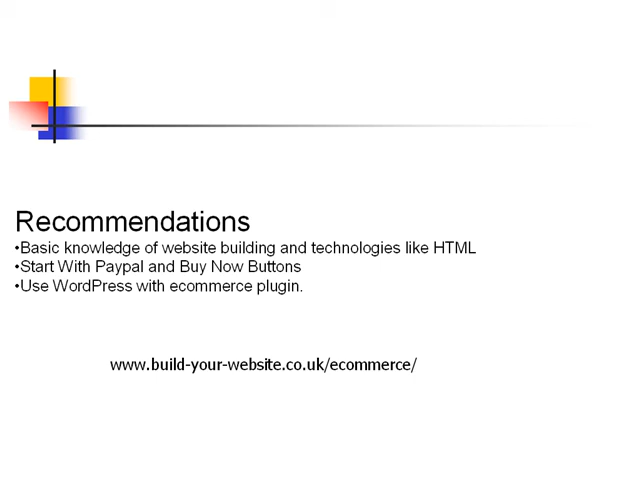 Recommendations
•Basic knowledge of website building and technologies like HTML
•Start With Paypal and Buy Now Buttons
•Use WordPress with ecommerce plugin.
www.build-your-website.co.uk/ecommerce/